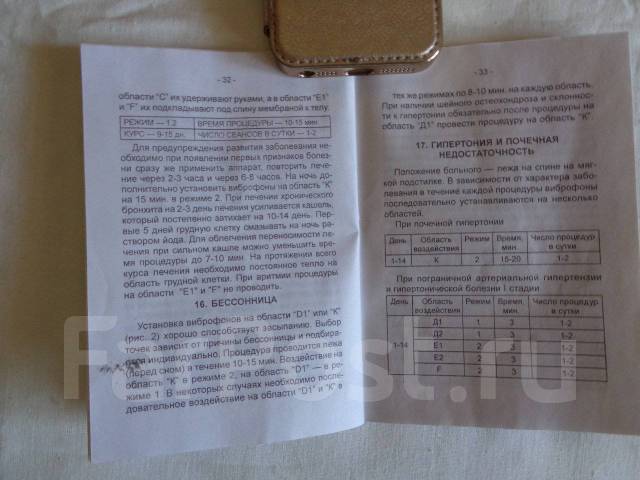 - 32 -
области "С" их удерживают руками, а в области "Е1"
и "F" их подкладывают под спину мембраной к телу.
РЕЖИМ — 1,2 ВРЕМЯ ПРОЦЕДУРЫ — 10-15 мин.
КУРС — 9-15 дн. ЧИСЛО СЕАНСОВ В СУТКИ — 1-2
Для предупреждения развития заболевания не-
обходимо при появлении первых признаков болез-
ни сразу же применить аппарат, повторить лече-
ние через 2-3 часа и через 6-8 часов. На ночь до-
полнительно установить виброфоны на область "К"
на 15 мин. в режиме 2. При лечении хронического
бронхита на 2-3 день лечения усиливается кашель,
который постепенно затихает на 10-14 день. Пер-
вые 5 дней грудную клетку смазывать на ночь ра-
створом йода. Для облегчения переносимости ле-
чения при сильном кашле можно уменьшить вре-
мя процедуры до 7-10 мин. На протяжении всего
курса лечения необходимо постоянное тепло на
область грудной клетки. При аритмии процедуры
на области "Е1" и "F" не проводить.
16. БЕССОННИЦА
Установка виброфонов на области "D1" или "К"
(рис. 2) хорошо способствует засыпанию. Выбор
точек зависит от причины бессонницы и подбира-
ется индивидуально. Процедура проводится лежа
(перед сном) в течение 10-15 мин. Воздействие на
область "К" в режиме 2, на область "D1" — в ре-
жиме 1. В некоторых случаях необходимо после-
довательное воздействие на области "D1" и "К" в
- 33 -
тех же режимах по 8-10 мин. на каждую область.
При наличии шейного остеохондроза и склоннос-
ти к гипертонии обязательно после процедуры на
область "Д1" провести процедуру на область "К".
17. ГИПЕРТОНИЯ И ПОЧЕЧНАЯ
НЕДОСТАТОЧНОСТЬ
Положение больного — лежа на спине на мяг-
кой подстилке. В зависимости от характера забо-
левания в течение каждой процедуры виброфоны
последовательно устанавливаются на несколько
областей.
При почечной гипертонии
День Область воздействия Режим Время, мин. Число процедур в сутки
1-14 К 2 15-20 1-2
При пограничной артериальной гипертензии
и гипертонической болезни I стадии
День Область воздействия Режим Время, мин. Число процедур в сутки
1-14 Д1 1 3 1-2
Д2 1 3 1-2
Е1 2 3 1-2
Е2 2 3 1-2
F 2 3 1-2